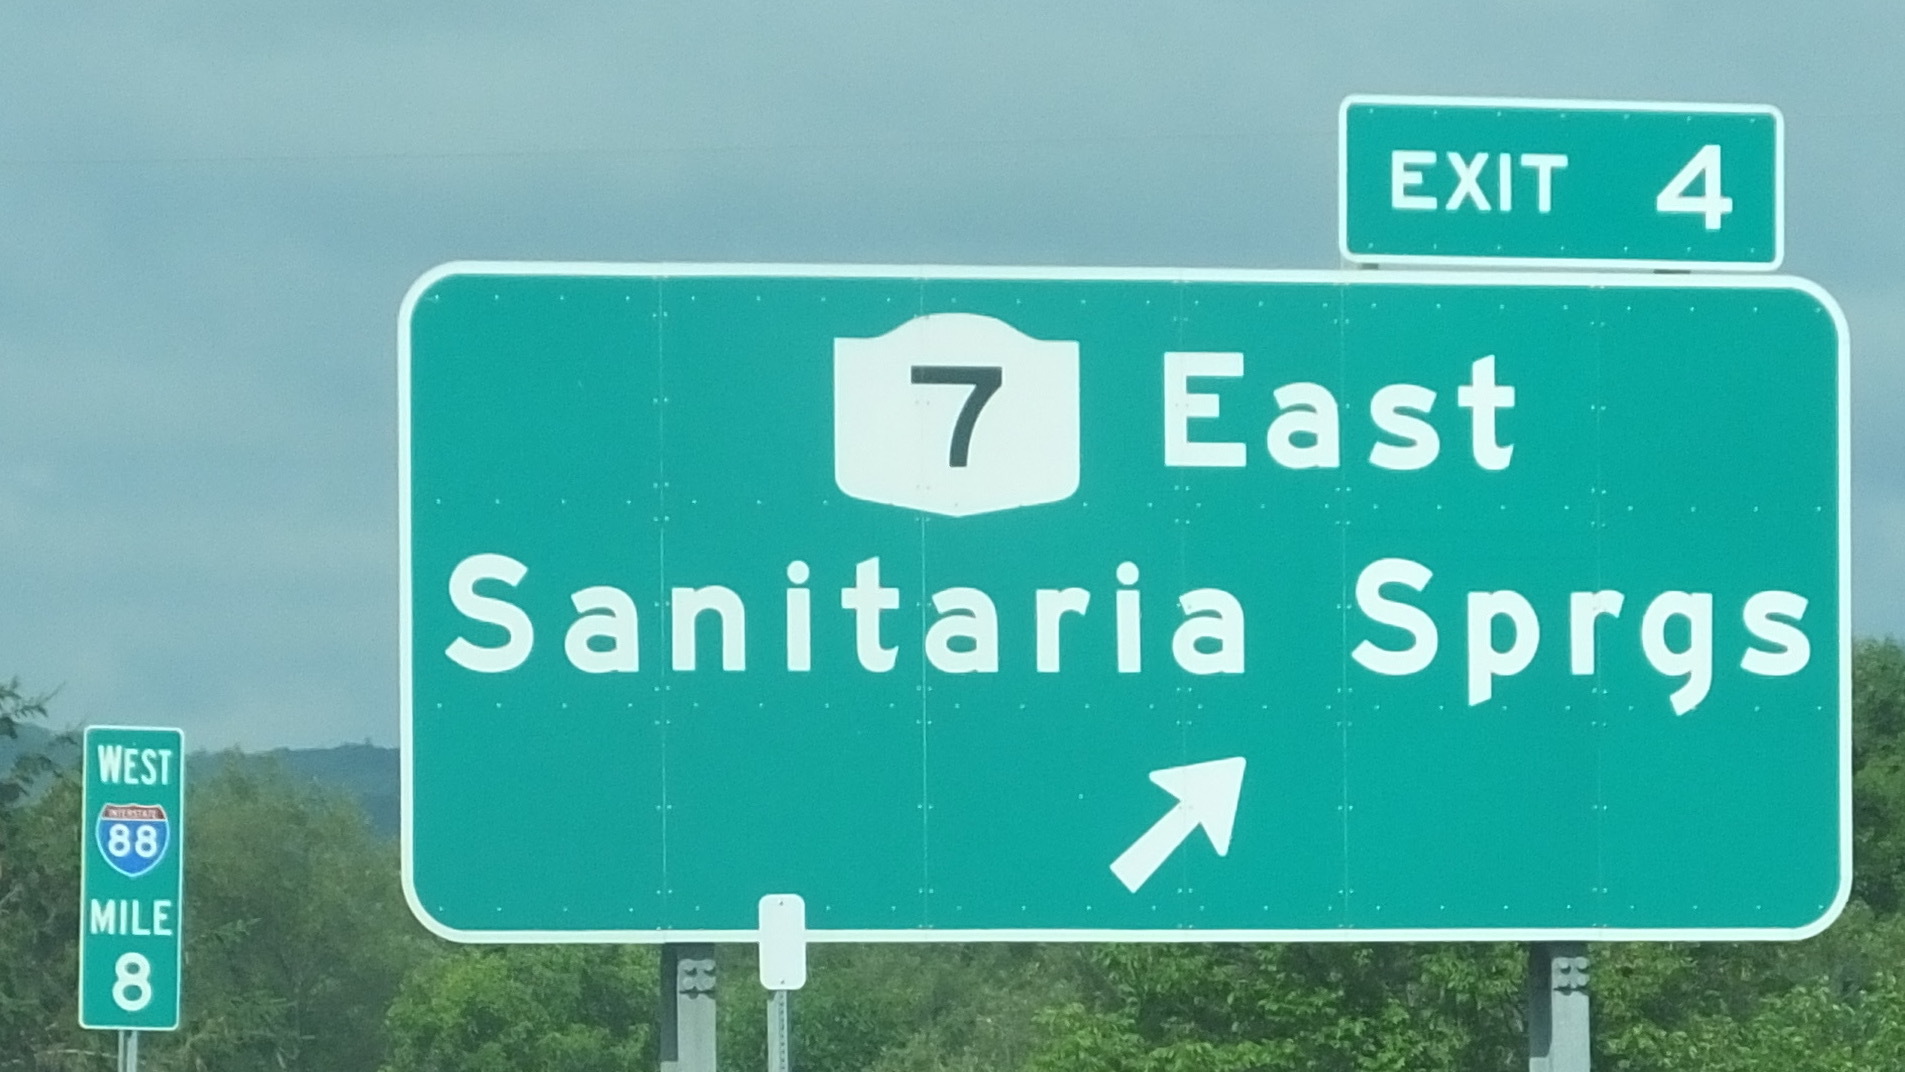 EXIT 4
7 East
Sanitaria Sprgs
WEST
INTERSTATE
88
MILE
8